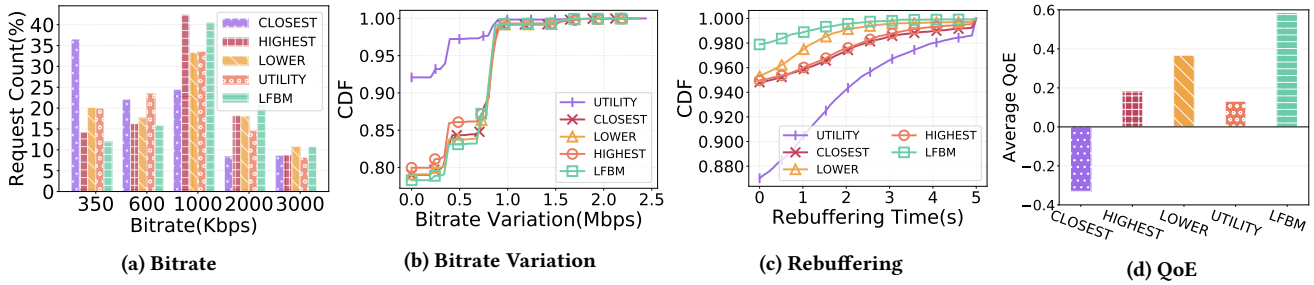 40
35
30
25
20
15
10
5
0
Request Count(%)
CLOSEST
HIGHEST
LOWER
UTILITY
LFBM
350 600 1000 2000 3000
Bitrate(Kbps)
(a) Bitrate
1.00
0.95
0.90
0.85
0.80
CDF
UTILITY
CLOSEST
LOWER
HIGHEST
LFBM
0.0 0.5 1.0 1.5 2.0 2.5
Bitrate Variation(Mbps)
(b) Bitrate Variation
1.000
0.980
0.960
0.940
0.920
0.900
0.880
CDF
UTILITY
CLOSEST
LOWER
HIGHEST
LFBM
0 1 2 3 4 5
Rebuffering Time(s)
(c) Rebuffering
0.6
0.4
0.2
0.0
−0.2
−0.4
Average QoE
CLOSEST
HIGHEST
LOWER
UTILITY
LFBM
(d) QoE